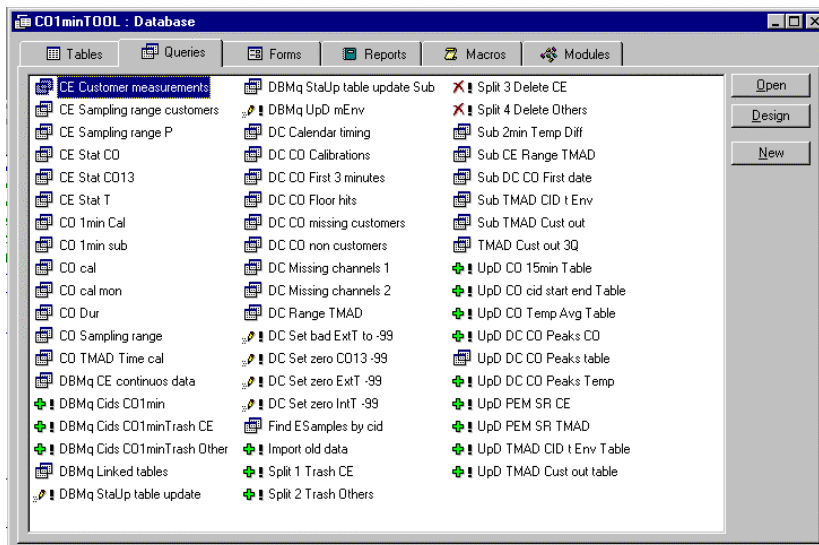 CO1minTOOL : Database
Tables
Queries
Forms
Reports
Macros
Modules
CE Customer measurements
CE Sampling range customers
CE Sampling range P
CE Stat CO
CE Stat CO13
CE Stat T
CO 1min Cal
CO 1min sub
CO cal
CO cal mon
CO Dur
CO Sampling range
CO TMAD Time cal
DBMq CE continuos data
DBMq Cids CO1min
DBMq Cids CO1minTrash CE
DBMq Cids CO1minTrash Other
DBMq Linked tables
DBMq StaUp table update
DBMq StaUp table update Sub
DBMq UpD mEnv
DC Calendar timing
DC CO Calibrations
DC CO First 3 minutes
DC CO Floor hits
DC CO missing customers
DC CO non customers
DC Missing channels 1
DC Missing channels 2
DC Range TMAD
DC Set bad ExtT to -99
DC Set zero CO13 -99
DC Set zero ExtT -99
DC Set zero IntT -99
Find ESamples by cid
Import old data
Split 1 Trash CE
Split 2 Trash Others
Split 3 Delete CE
Split 4 Delete Others
Sub 2min Temp Diff
Sub CE Range TMAD
Sub DC CO First date
Sub TMAD CID t Env
Sub TMAD Cust out
TMAD Cust out 3Q
UpD CO 15min Table
UpD CO cid start end Table
UpD CO Temp Avg Table
UpD DC CO Peaks CO
UpD DC CO Peaks table
UpD DC CO Peaks Temp
UpD PEM SR CE
UpD PEM SR TMAD
UpD TMAD CID t Env Table
UpD TMAD Cust out table
Open
Design
New